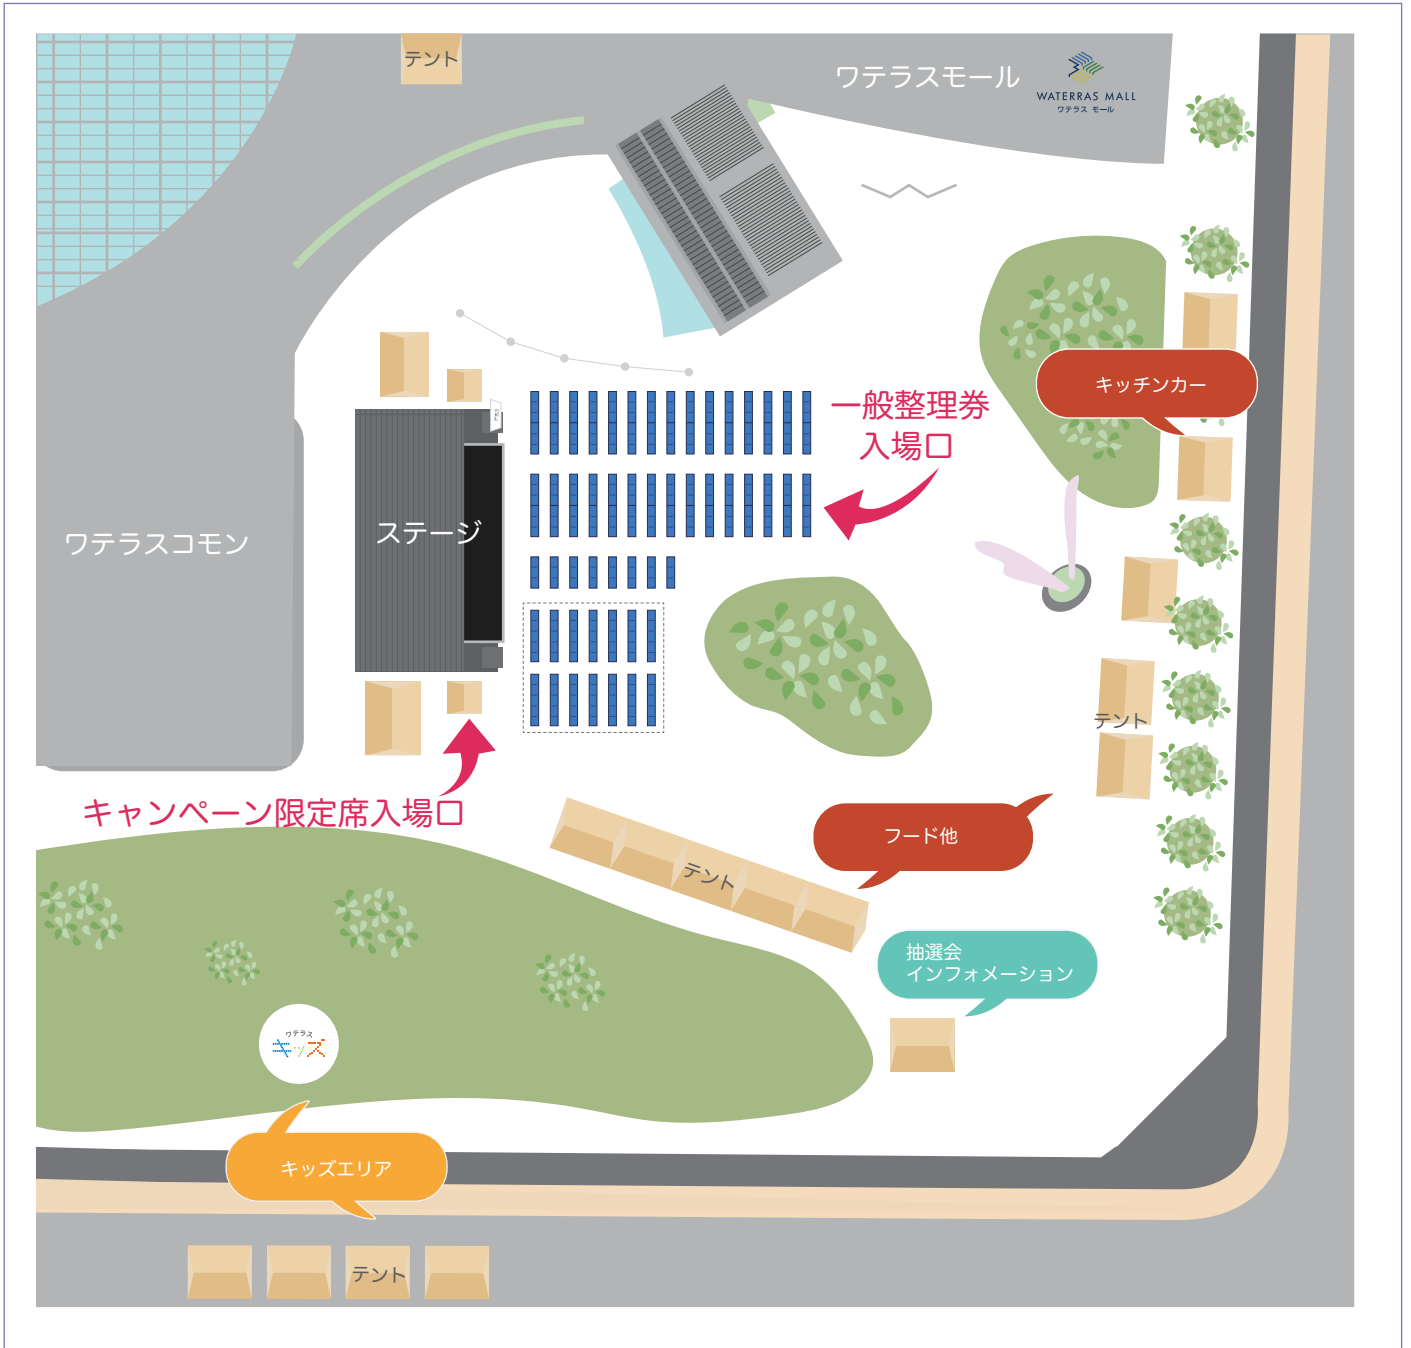 テント
ワテラスモール
WATERRAS MALL
ワテラス モール
キッチンカー
一般整理券
入場口
ステージ
ワテラスコモン
テント
キャンペーン限定席入場口
フード他
テント
抽選会
インフォメーション
ワテラス
キッズ
キッズエリア
テント